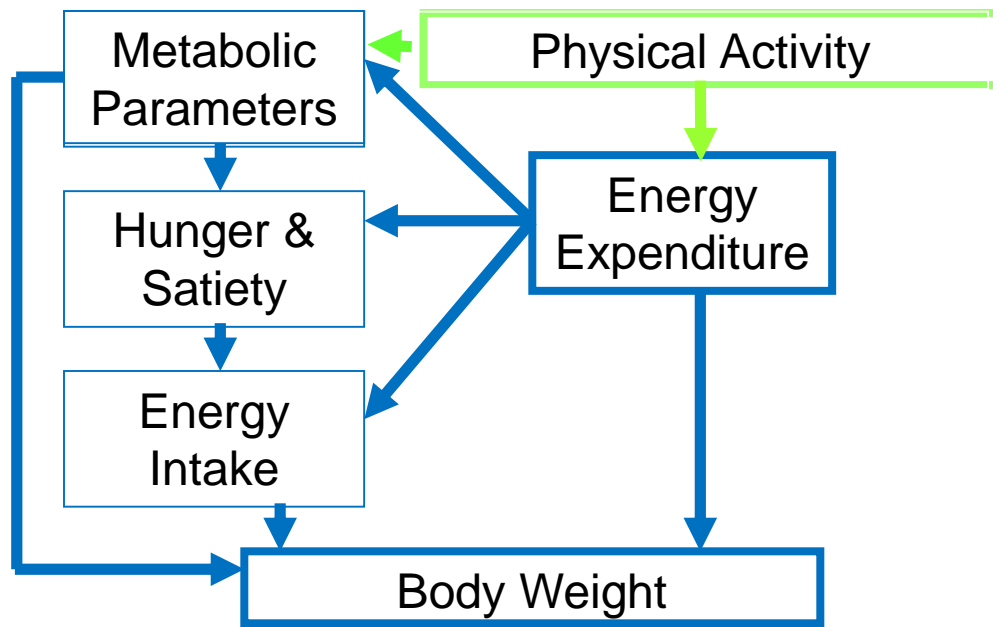 Metabolic
Parameters
Physical Activity
Hunger &
Satiety
Energy
Expenditure
Energy
Intake
Body Weight